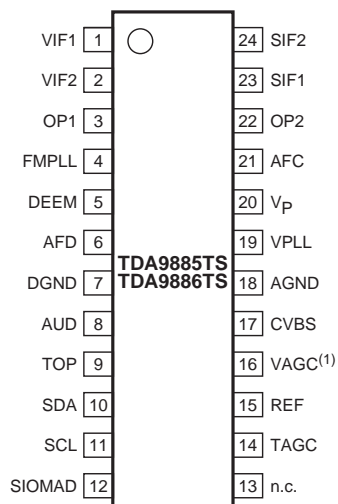 VIF1 1 24 SIF2
VIF2 2 23 SIF1
OP1 3 22 OP2
FMPLL 4 21 AFC
DEEM 5 20 VP
AFD 6 19 VPLL
TDA9885TS
TDA9886TS
DGND 7 18 AGND
AUD 8 17 CVBS
TOP 9 16 VAGC(1)
SDA 10 15 REF
SCL 11 14 TAGC
SIOMAD 12 13 n.c.